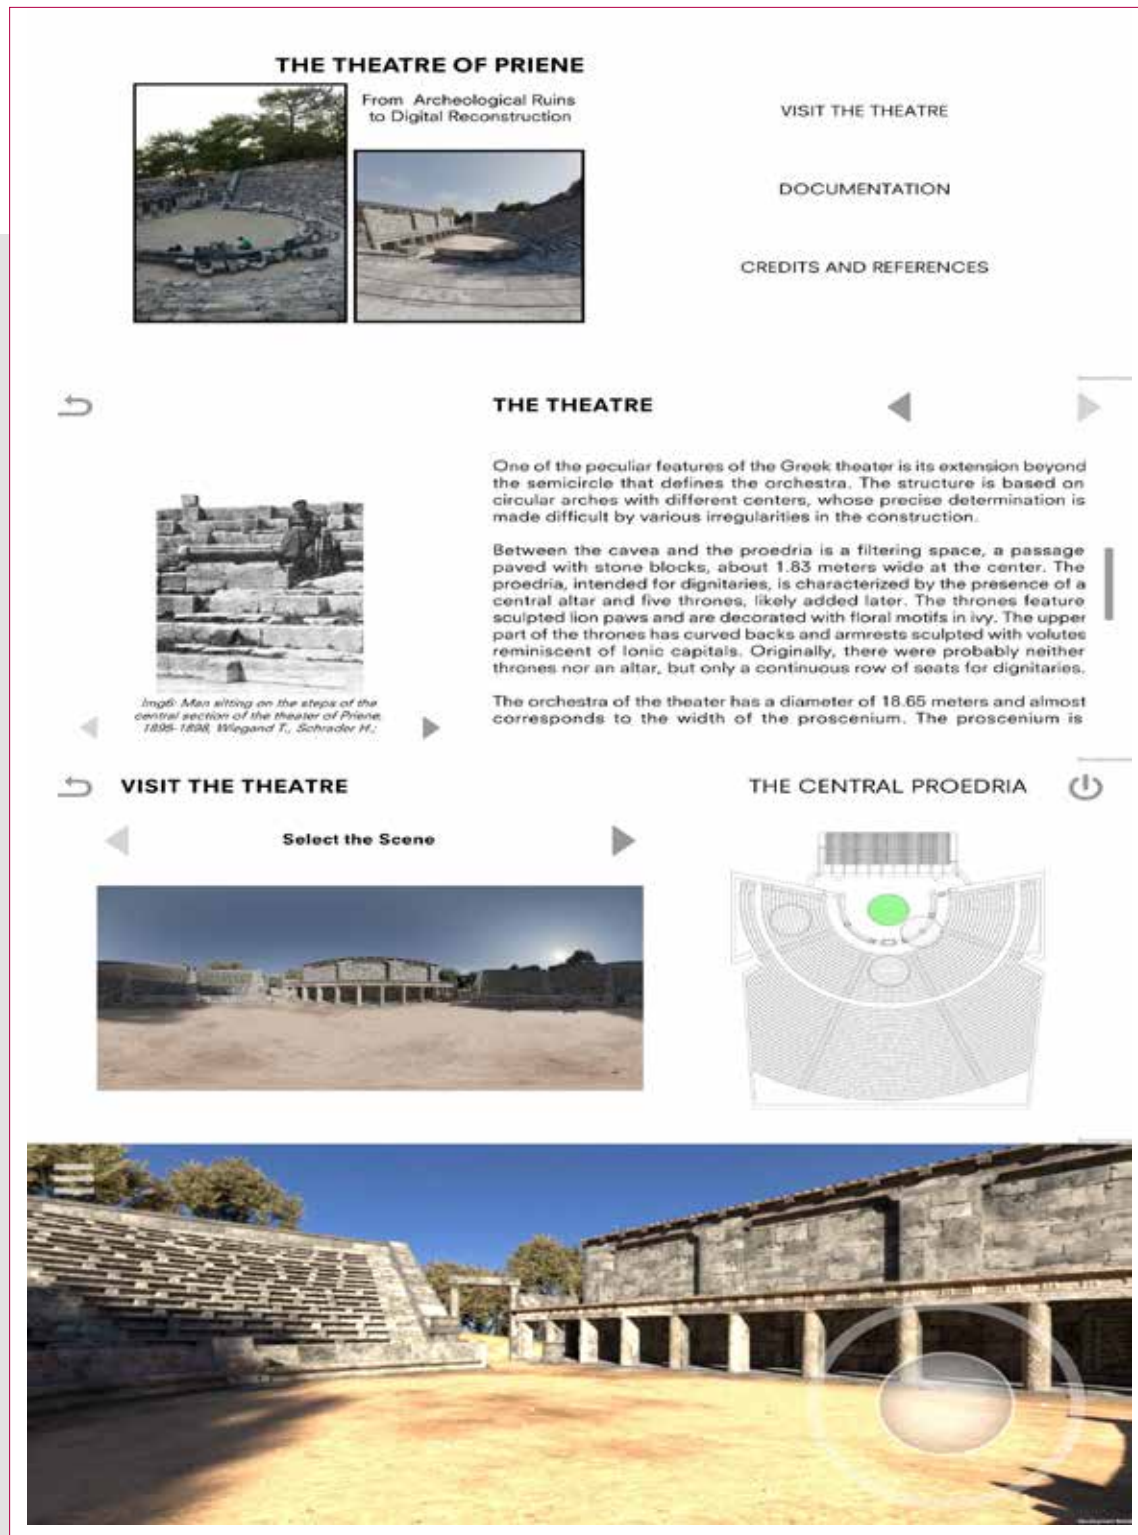 THE THEATRE OF PRIENE
From Archeological Ruins
to Digital Reconstruction
VISIT THE THEATRE
DOCUMENTATION
CREDITS AND REFERENCES
THE THEATRE
One of the peculiar features of the Greek theater is its extension beyond
the semicircle that defines the orchestra. The structure is based on
circular arches with different centers, whose precise determination is
made difficult by various irregularities in the construction.
Between the cavea and the proedria is a filtering space, a passage
paved with stone blocks, about 1.83 meters wide at the center. The
proedria, intended for dignitaries, is characterized by the presence of a
central altar and five thrones, likely added later. The thrones feature
sculpted lion paws and are decorated with floral motifs in ivy. The upper
part of the thrones has curved backs and armrests sculpted with volutes
reminiscent of Ionic capitals. Originally, there were probably neither
thrones nor an altar, but only a continuous row of seats for dignitaries.
The orchestra of the theater has a diameter of 18.65 meters and almost
corresponds to the width of the proscenium. The proscenium is
Img6: Man sitting on the steps of the
central section of the theater of Priene,
1895-1898, Wiegand T., Schrader H.;
VISIT THE THEATRE
THE CENTRAL PROEDRIA
Select the Scene